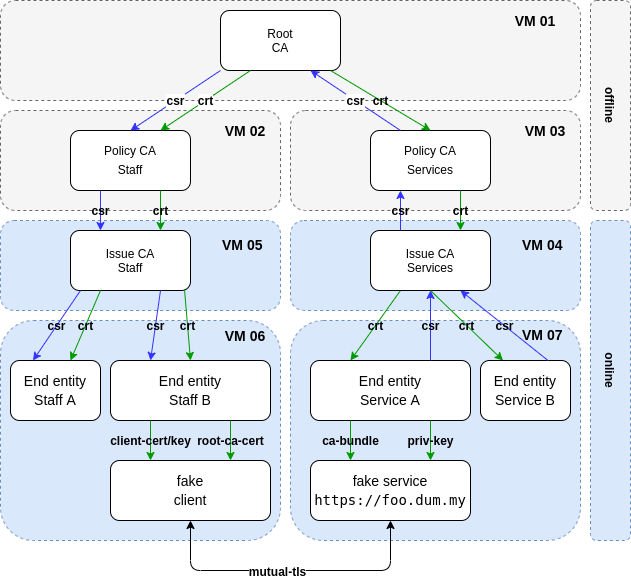 VM 01
Root
CA
offline
csr
crt
csr
crt
VM 02
VM 03
Policy CA
Staff
Policy CA
Services
csr
crt
csr
crt
VM 05
VM 04
Issue CA
Staff
Issue CA
Services
online
csr
crt
csr
crt
VM 06
crt
csr
crt
csr
VM 07
End entity
Staff A
End entity
Staff B
End entity
Service A
End entity
Service B
client-cert/key
root-ca-cert
ca-bundle
priv-key
fake
client
fake service
https://foo.dum.my
mutual-tls